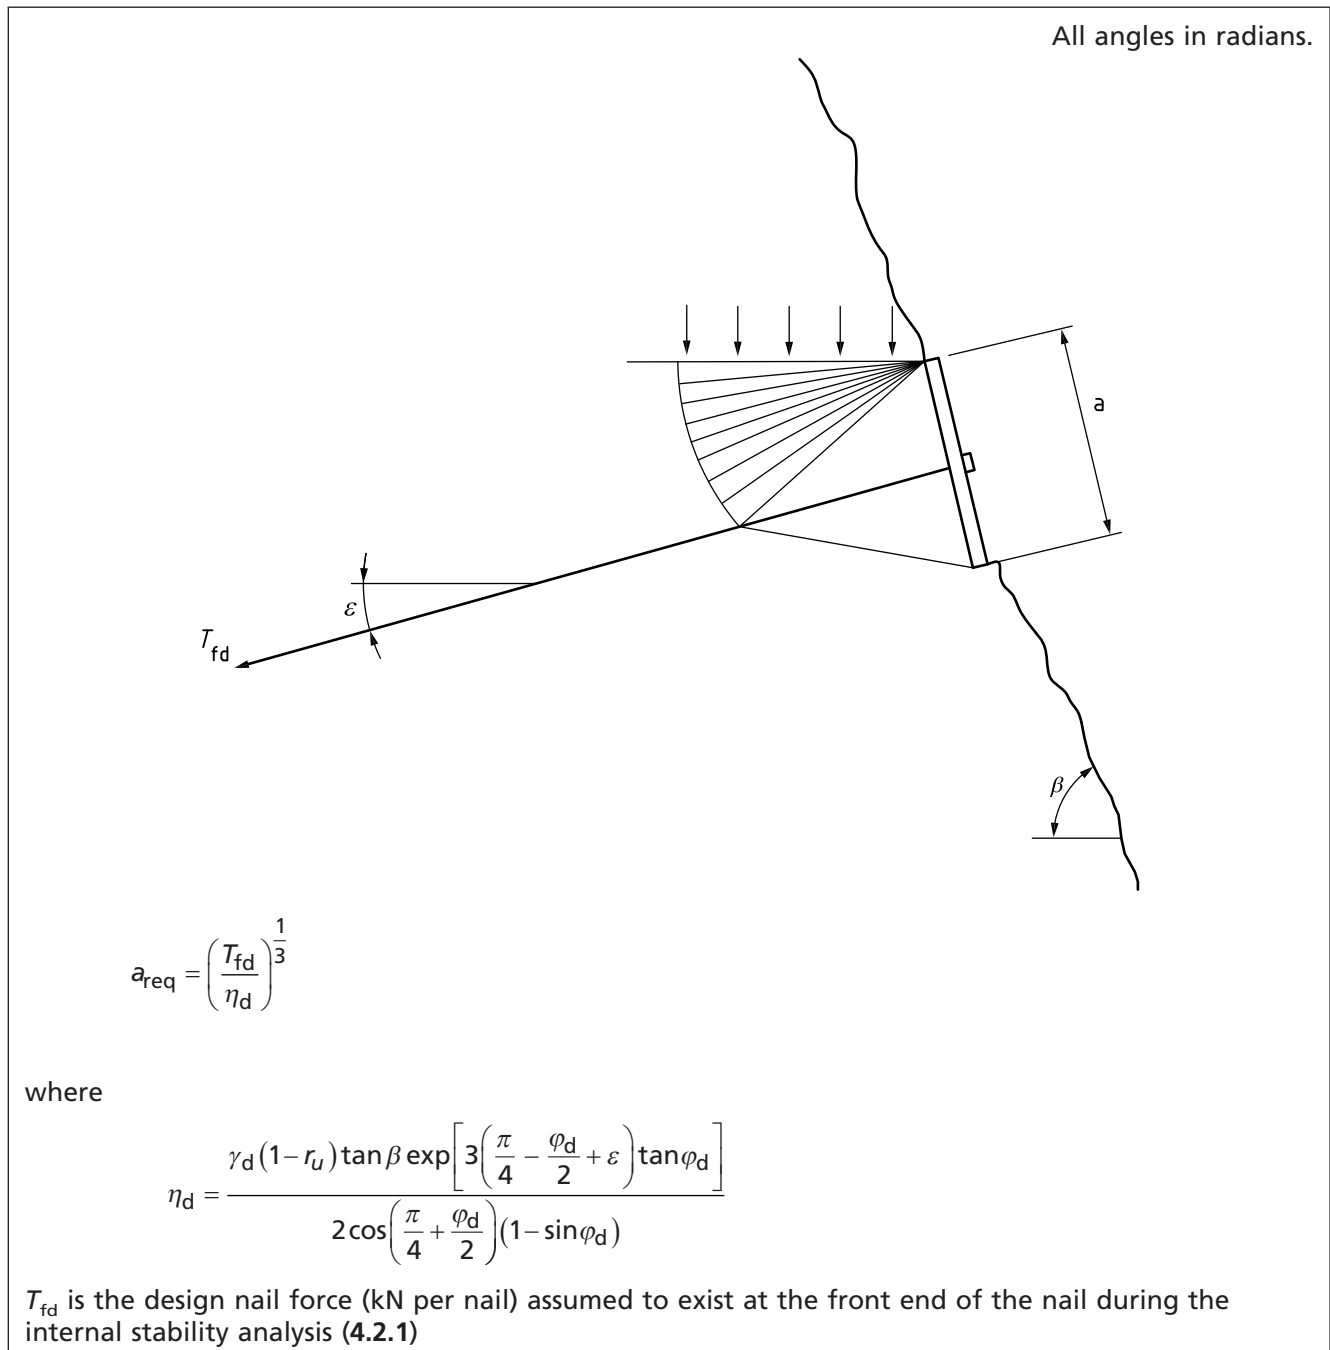 All angles in radians.
a
ε
T_fd
β
a_req = (T_fd / η_d)^(1/3)
where
η_d = γ_d (1 − r_u) tan β exp[3(π/4 − φ_d/2 + ε) tan φ_d] / 2 cos(π/4 + φ_d/2) (1 − sin φ_d)
T_fd is the design nail force (kN per nail) assumed to exist at the front end of the nail during the
internal stability analysis (4.2.1)